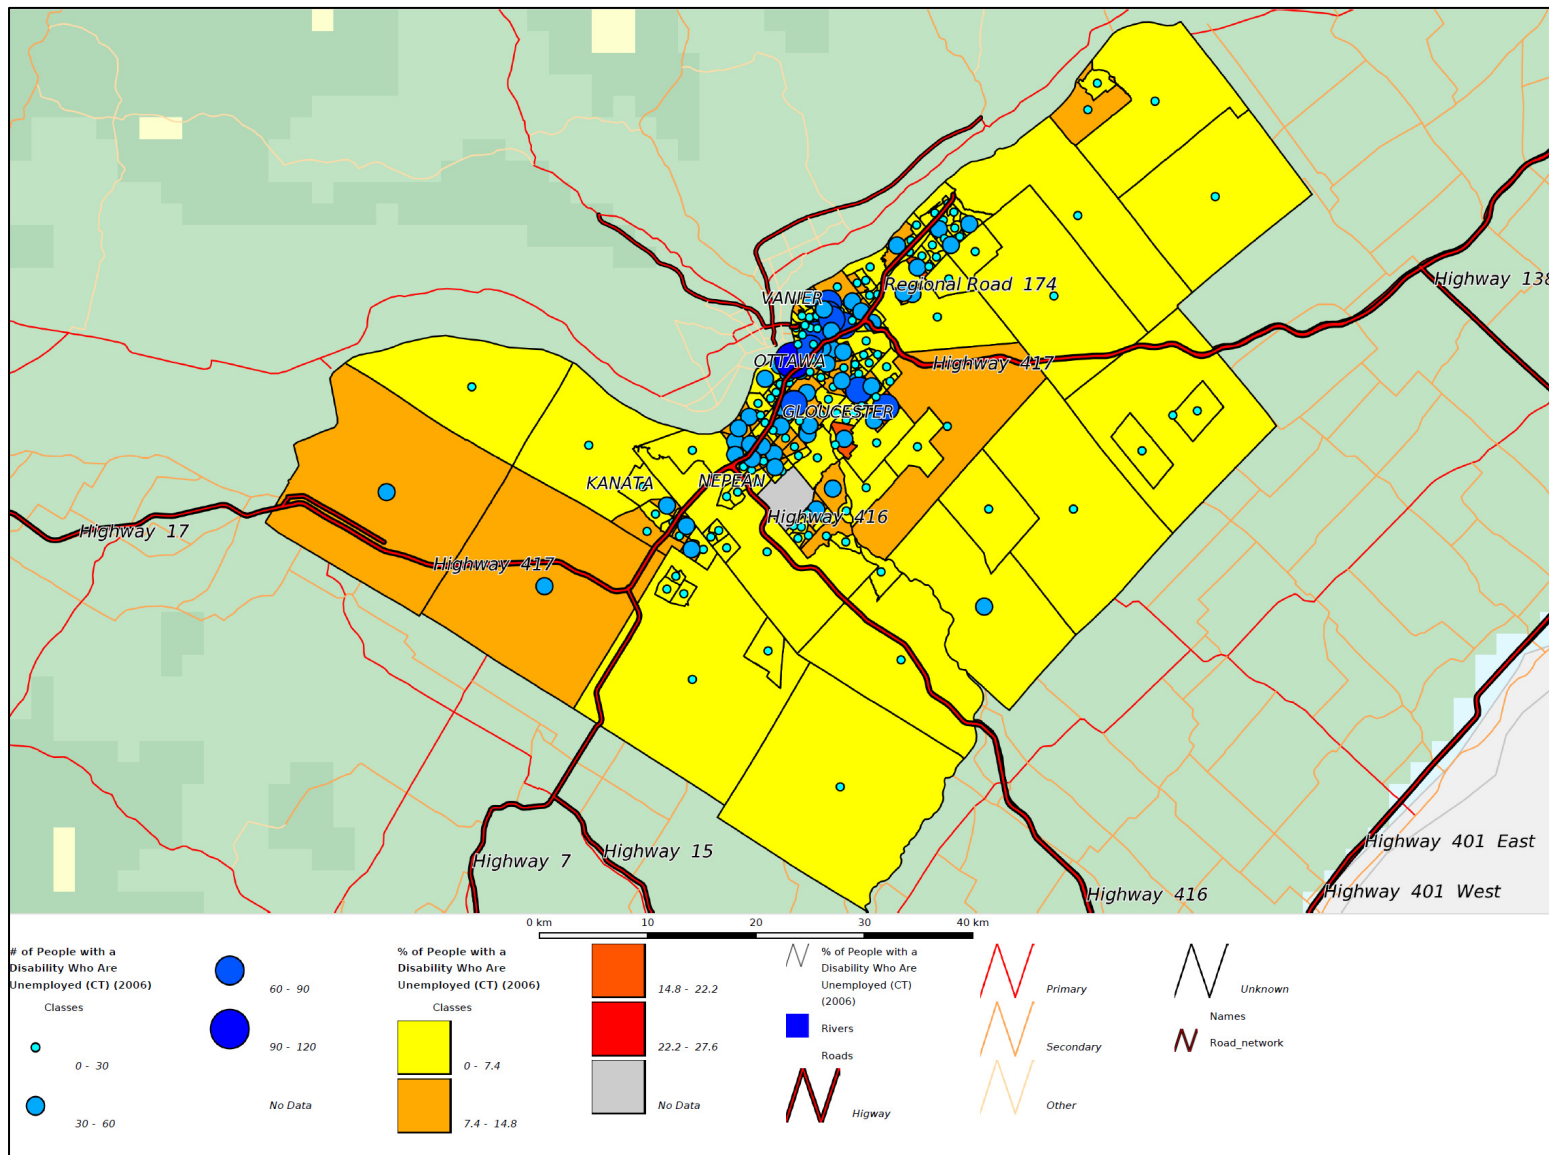 Highway 138
Regional Road 174
VANIER
OTTAWA
Highway 417
GLOUCESTER
KANATA
NEPEAN
Highway 416
Highway 17
Highway 417
Highway 7
Highway 15
Highway 401 East
Highway 416
Highway 401 West
0 km 10 20 30 40 km
# of People with a
Disability Who Are
Unemployed (CT) (2006)
Classes
0 - 30
30 - 60
60 - 90
90 - 120
No Data
% of People with a
Disability Who Are
Unemployed (CT) (2006)
Classes
0 - 7.4
7.4 - 14.8
14.8 - 22.2
22.2 - 27.6
No Data
% of People with a
Disability Who Are
Unemployed (CT)
(2006)
Rivers
Roads
Higway
Primary
Secondary
Other
Unknown
Names
Road_network